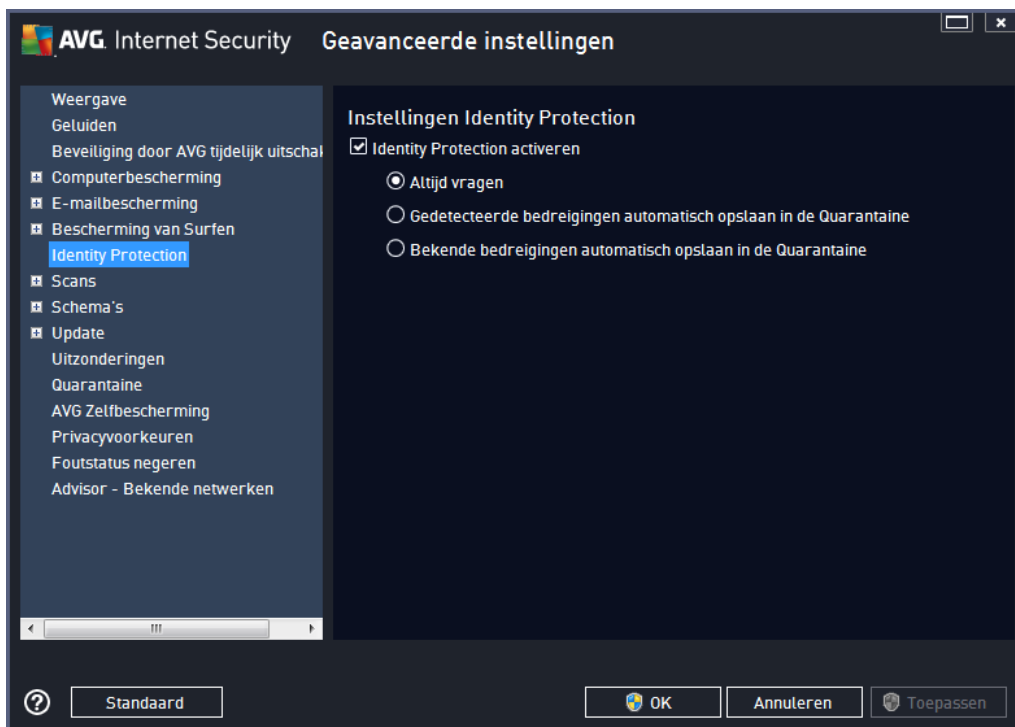 AVG. Internet Security Geavanceerde instellingen
Weergave
Geluiden
Beveiliging door AVG tijdelijk uitschak
Computerbescherming
E-mailbescherming
Bescherming van Surfen
Identity Protection
Scans
Schema's
Update
Uitzonderingen
Quarantaine
AVG Zelfbescherming
Privacyvoorkeuren
Foutstatus negeren
Advisor - Bekende netwerken
Instellingen Identity Protection
Identity Protection activeren
Altijd vragen
Gedetecteerde bedreigingen automatisch opslaan in de Quarantaine
Bekende bedreigingen automatisch opslaan in de Quarantaine
? Standaard OK Annuleren Toepassen